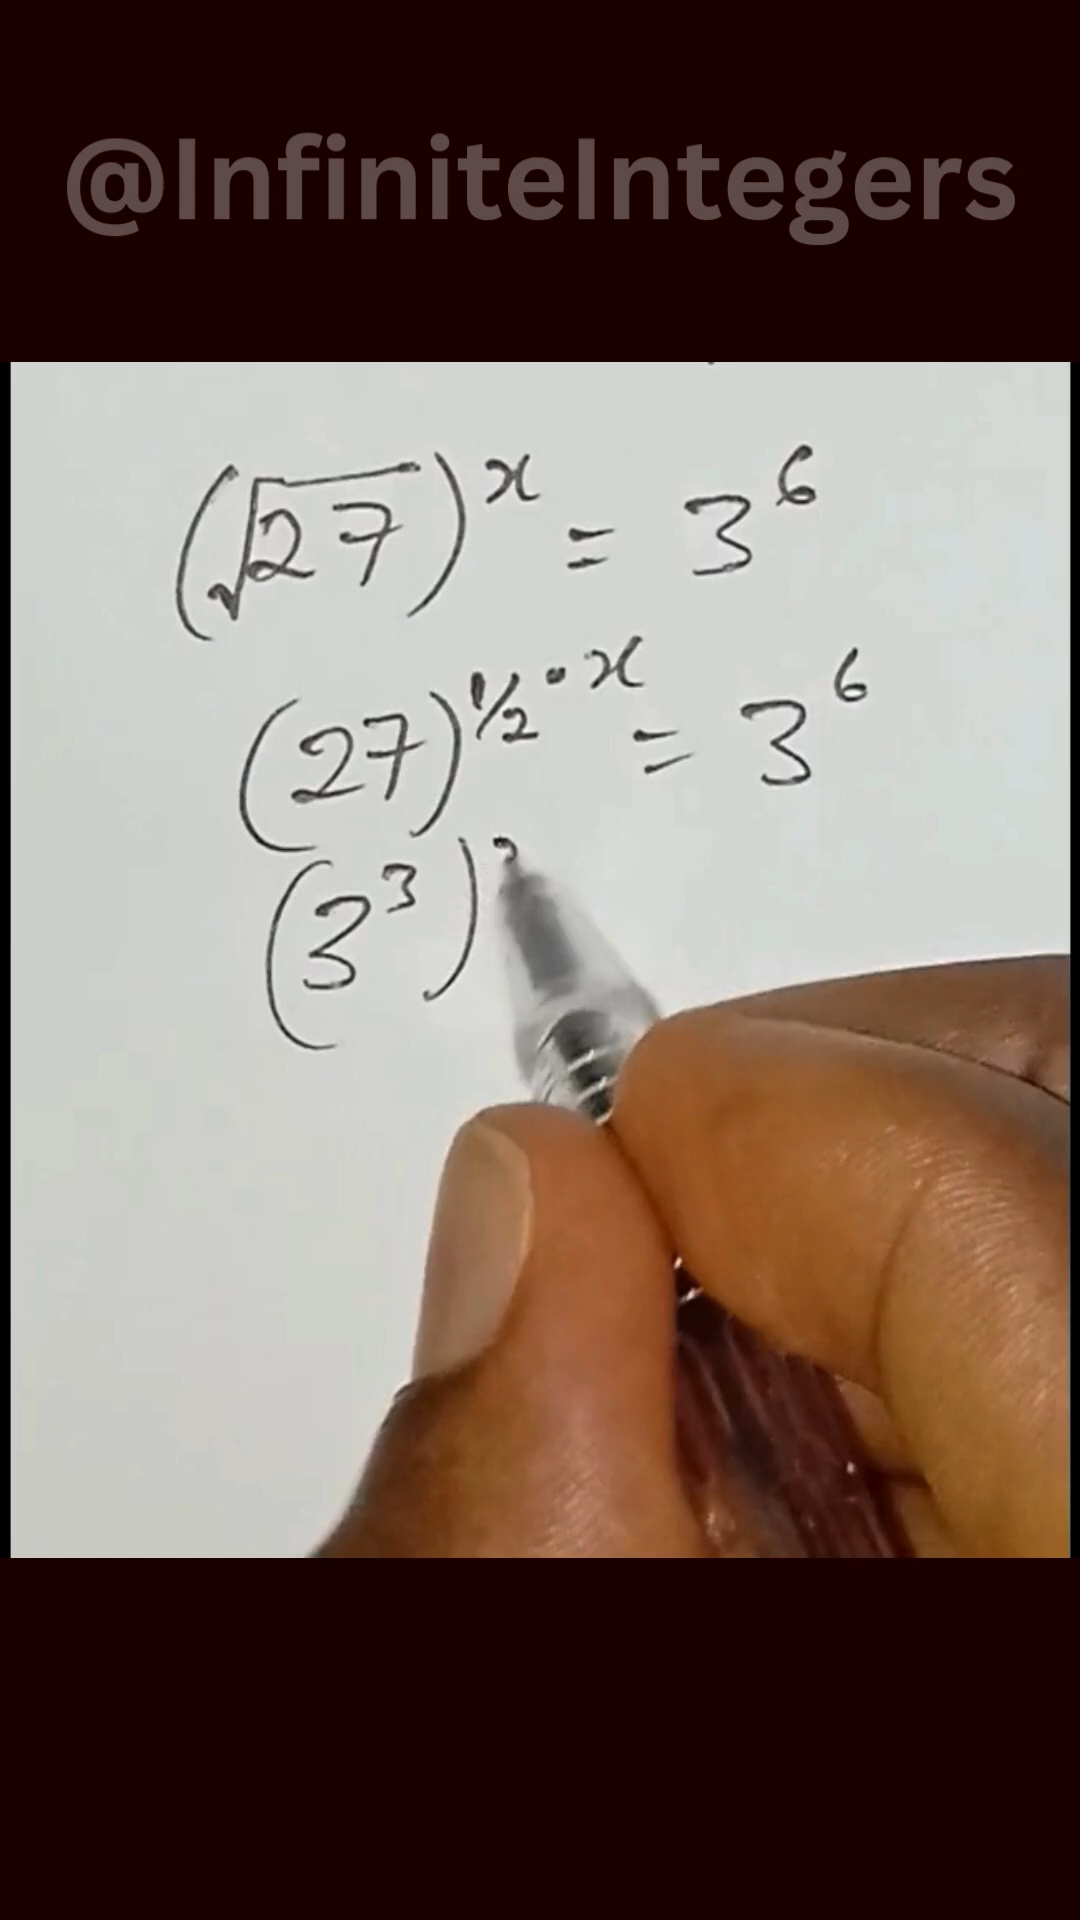 @InfiniteIntegers
(√27)^x = 3^6
(27)^1/2 · x = 3^6
(3^3)